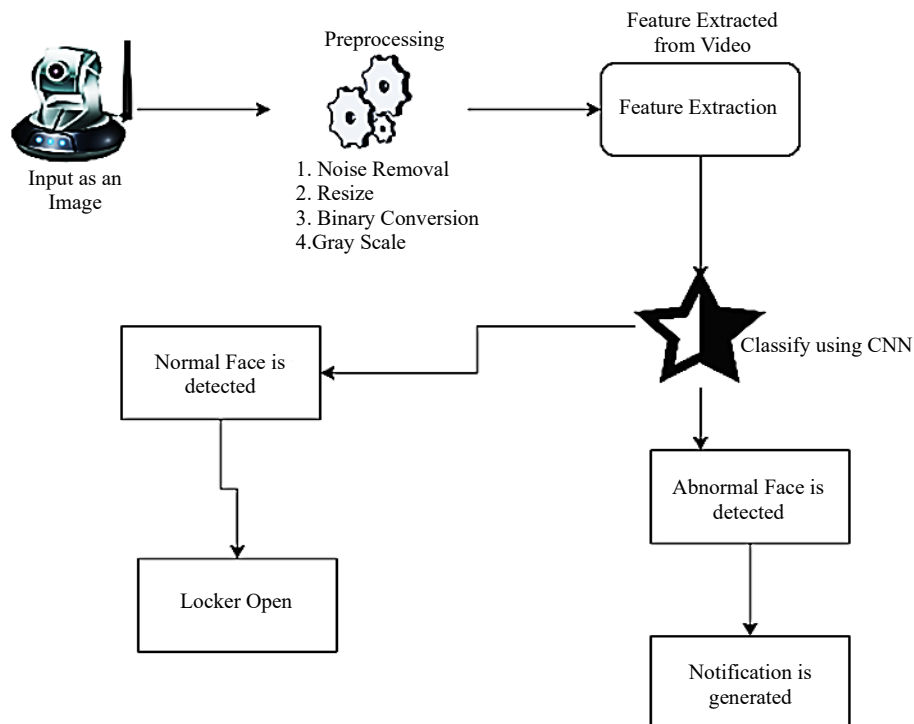 Input as an
Image
Preprocessing
1. Noise Removal
2. Resize
3. Binary Conversion
4.Gray Scale
Feature Extracted
from Video
Feature Extraction
Classify using CNN
Normal Face is
detected
Locker Open
Abnormal Face is
detected
Notification is
generated